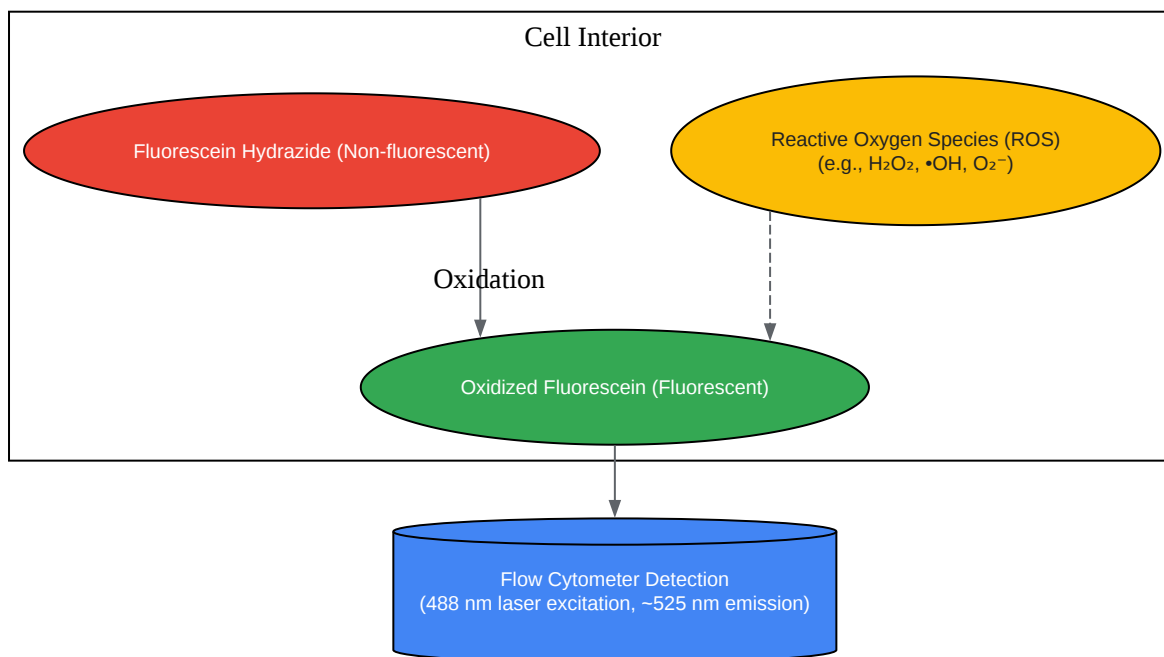 Cell Interior
Fluorescein Hydrazide (Non-fluorescent)
Reactive Oxygen Species (ROS)
(e.g., H₂O₂, •OH, O₂⁻)
Oxidation
Oxidized Fluorescein (Fluorescent)
Flow Cytometer Detection
(488 nm laser excitation, ~525 nm emission)